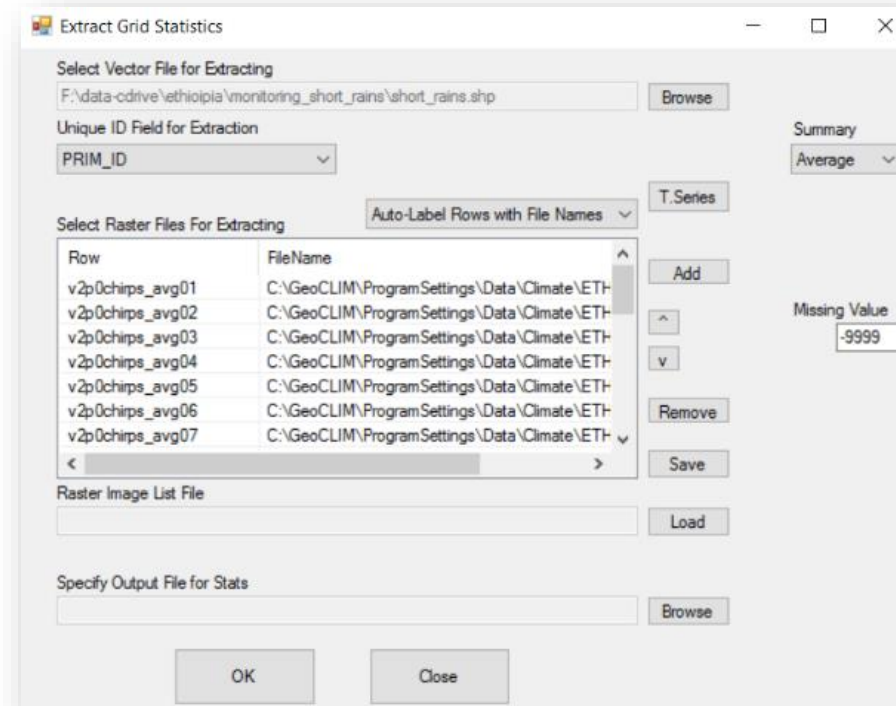 Extract Grid Statistics
Select Vector File for Extracting
F:\data-cdrive\ethioipia\monitoring_short_rains\short_rains.shp
Browse
Unique ID Field for Extraction
Summary
PRIM_ID
Average
T.Series
Auto-Label Rows with File Names
Select Raster Files For Extracting
Row FileName
v2p0chirps_avg01 C:\GeoCLIM\ProgramSettings\Data\Climate\ETH
v2p0chirps_avg02 C:\GeoCLIM\ProgramSettings\Data\Climate\ETH
v2p0chirps_avg03 C:\GeoCLIM\ProgramSettings\Data\Climate\ETH
v2p0chirps_avg04 C:\GeoCLIM\ProgramSettings\Data\Climate\ETH
v2p0chirps_avg05 C:\GeoCLIM\ProgramSettings\Data\Climate\ETH
v2p0chirps_avg06 C:\GeoCLIM\ProgramSettings\Data\Climate\ETH
v2p0chirps_avg07 C:\GeoCLIM\ProgramSettings\Data\Climate\ETH
Add
^
v
Missing Value
-9999
Remove
Save
Raster Image List File
Load
Specify Output File for Stats
Browse
OK
Close